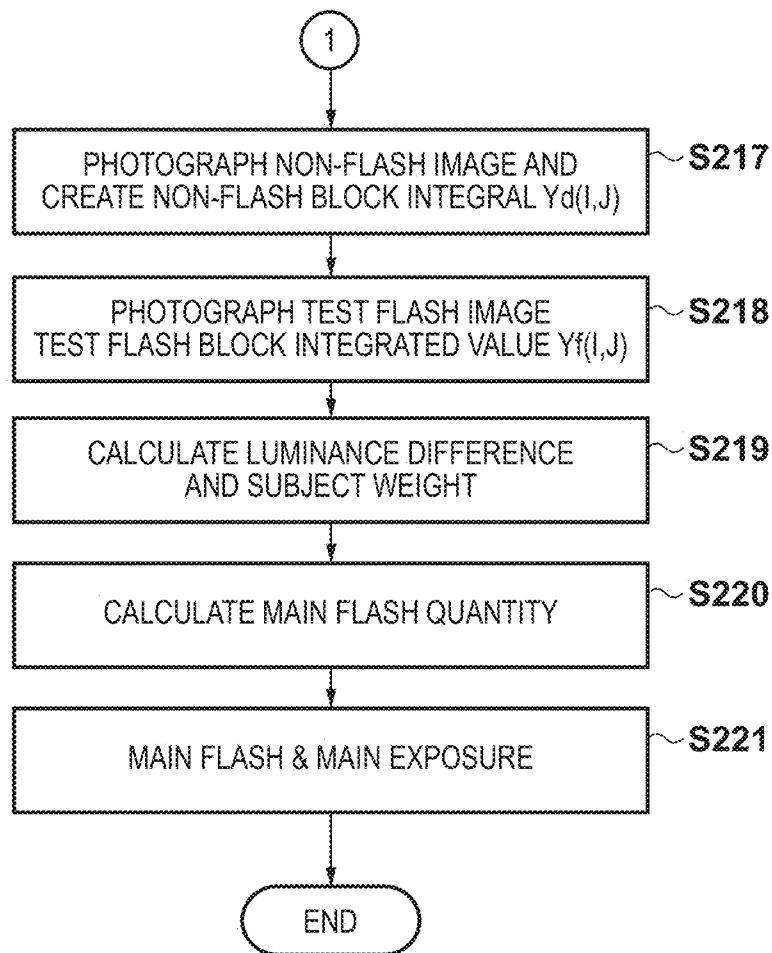 1
PHOTOGRAPH NON-FLASH IMAGE AND
CREATE NON-FLASH BLOCK INTEGRAL Yd(I,J)
S217
PHOTOGRAPH TEST FLASH IMAGE
TEST FLASH BLOCK INTEGRATED VALUE Yf(I,J)
S218
CALCULATE LUMINANCE DIFFERENCE
AND SUBJECT WEIGHT
S219
CALCULATE MAIN FLASH QUANTITY
S220
MAIN FLASH & MAIN EXPOSURE
S221
END